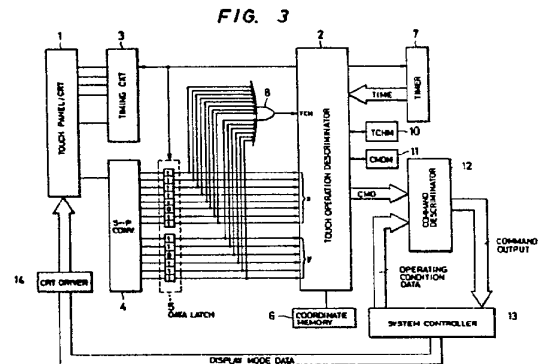 FIG. 3
1
3
2
7
TOUCH PANEL/CRT
TIMING CKT
8
TCH
TOUCH OPERATION DISCRIMINATOR
TIME
TIMER
TCHM
10
CMDM
11
12
CMD
COMMAND DESCRIMINATOR
S-P CONV
4
5
DATA LATCH
x
y
COMMAND OUTPUT
OPERATING CONDITION DATA
14
CRT DRIVER
6
COORDINATE MEMORY
SYSTEM CONTROLLER
13
DISPLAY MODE DATA